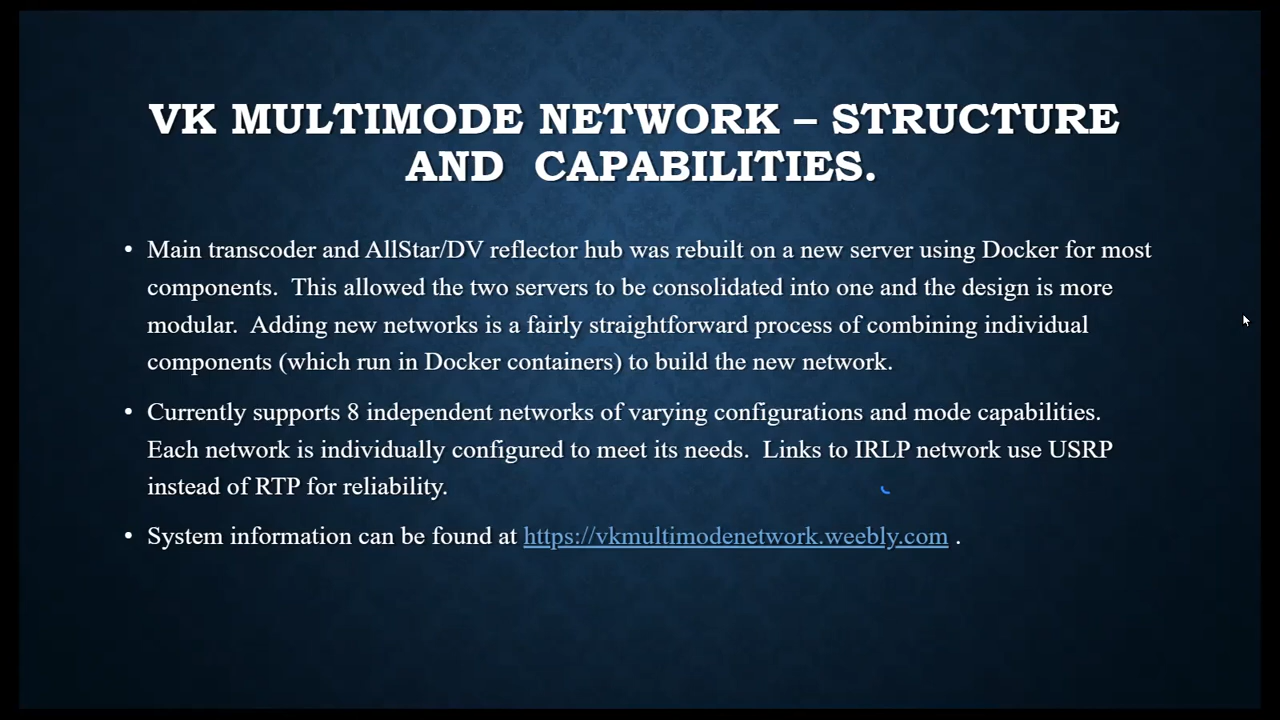 VK MULTIMODE NETWORK – STRUCTURE
AND CAPABILITIES.
• Main transcoder and AllStar/DV reflector hub was rebuilt on a new server using Docker for most
components. This allowed the two servers to be consolidated into one and the design is more
modular. Adding new networks is a fairly straightforward process of combining individual
components (which run in Docker containers) to build the new network.
• Currently supports 8 independent networks of varying configurations and mode capabilities.
Each network is individually configured to meet its needs. Links to IRLP network use USRP
instead of RTP for reliability.
• System information can be found at https://vkmultimodenetwork.weebly.com .